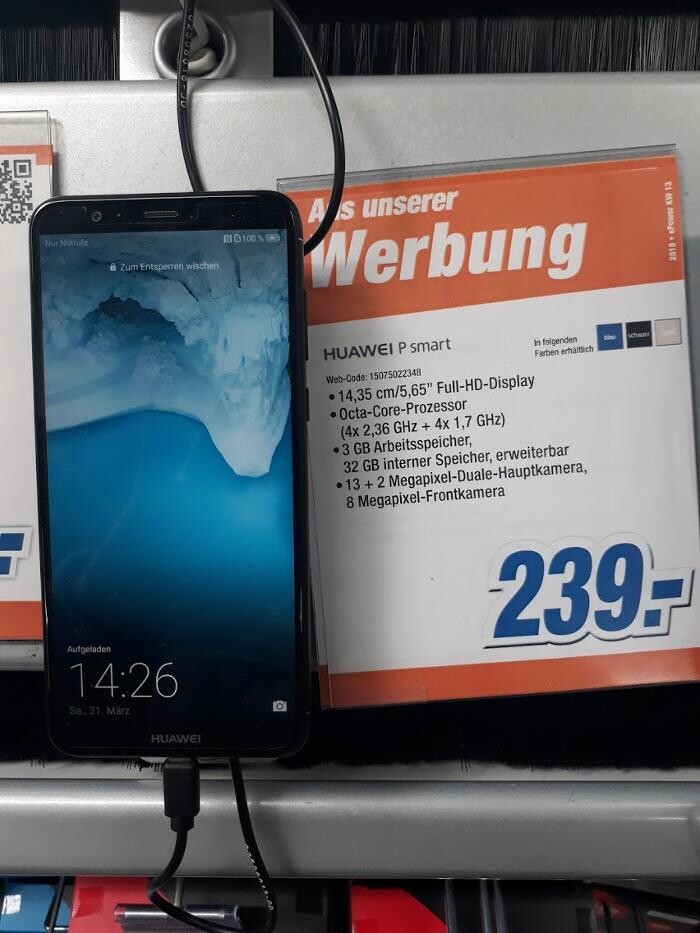 Nur Notrufe
100 %
Zum Entsperren wischen
Aufgeladen
14:26
Sa., 31. März
HUAWEI
Aus unserer
Werbung
2018 • ePower KW 13
HUAWEI P smart
In folgenden
Farben erhältlich
blau
schwarz
Web-Code: 15075022348
• 14,35 cm/5,65” Full-HD-Display
• Octa-Core-Prozessor
(4x 2,36 GHz + 4x 1,7 GHz)
• 3 GB Arbeitsspeicher,
32 GB interner Speicher, erweiterbar
• 13 + 2 Megapixel-Duale-Hauptkamera,
8 Megapixel-Frontkamera
239.-